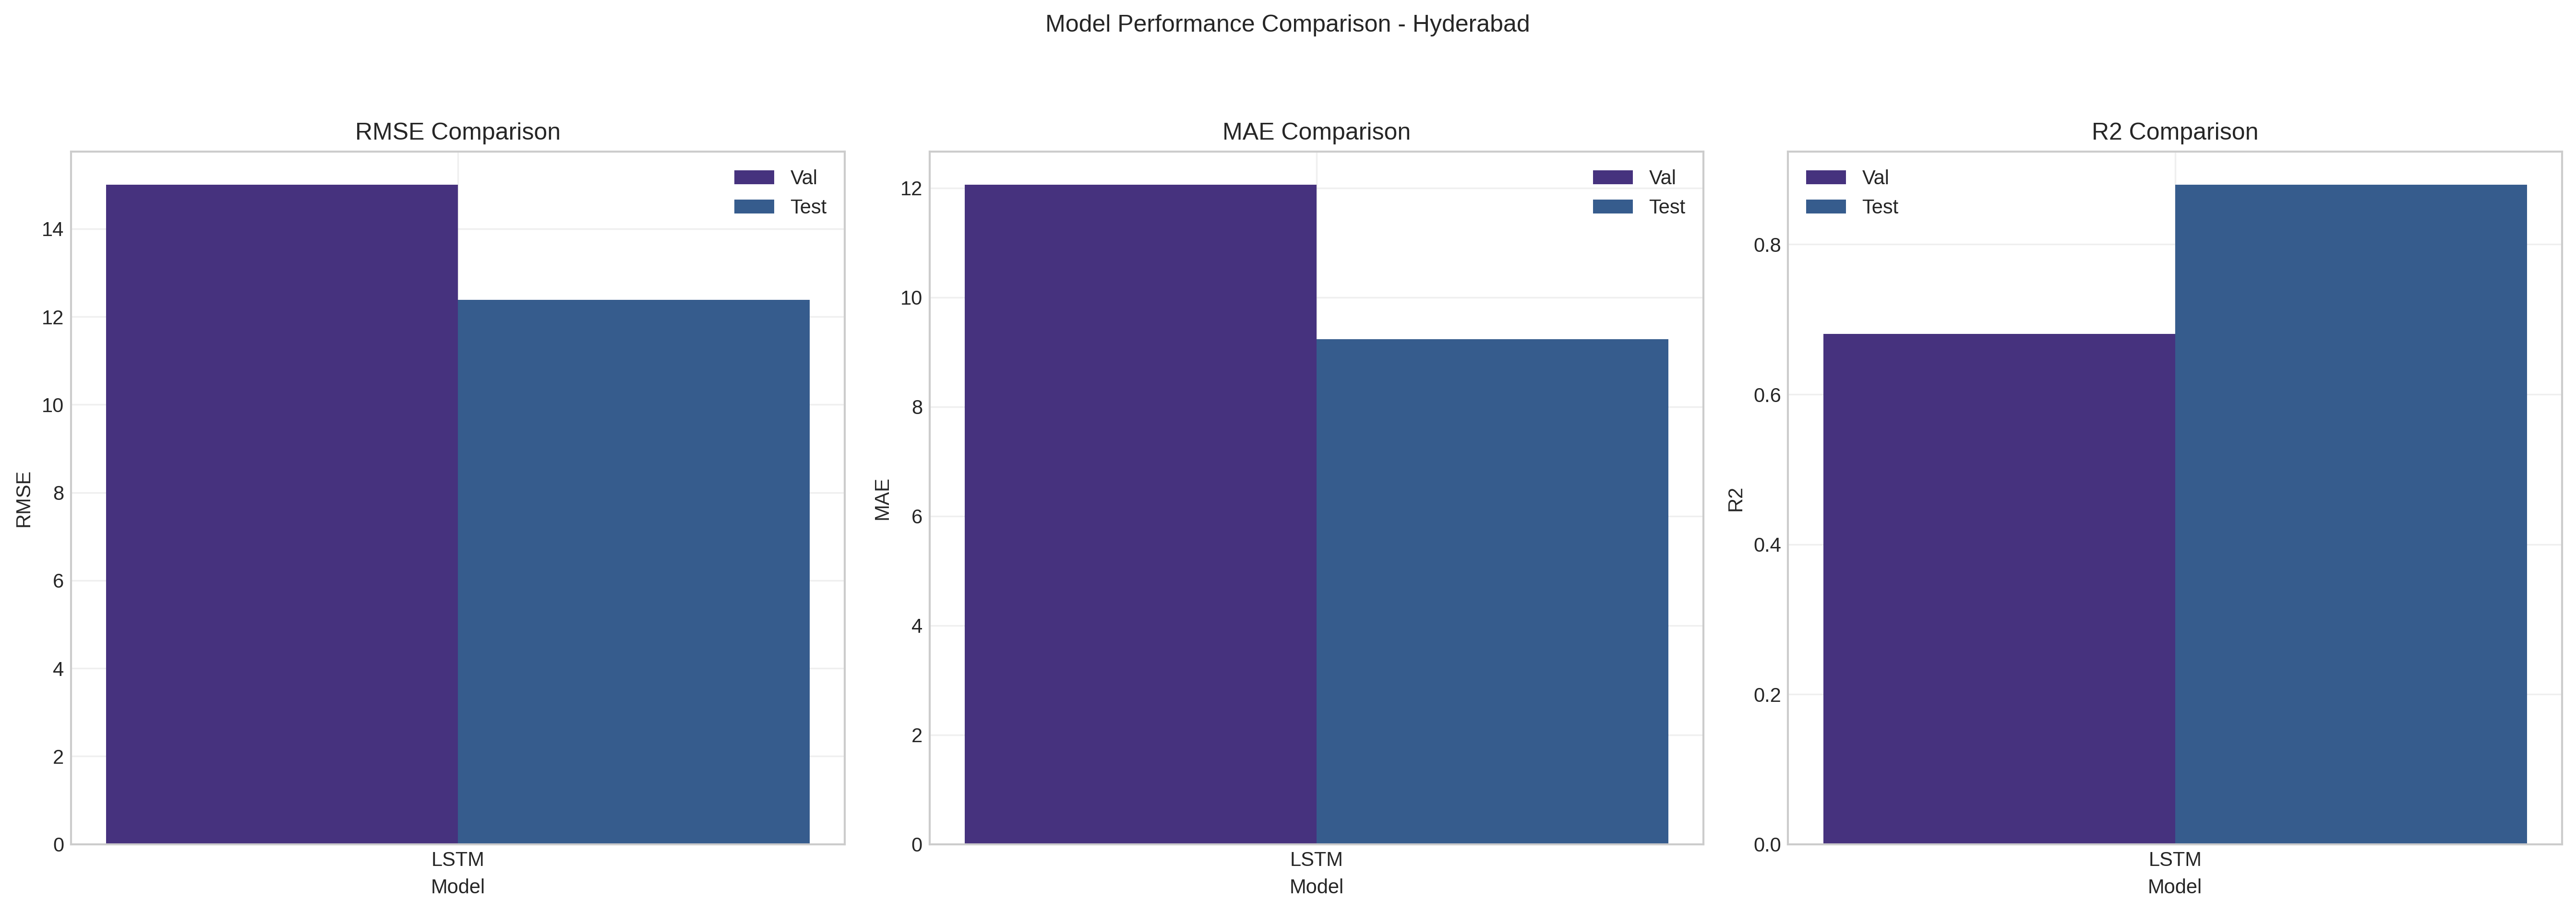 Model Performance Comparison - Hyderabad
RMSE Comparison
Val
Test
14
12
10
8
6
4
2
0
RMSE
LSTM
Model
MAE Comparison
Val
Test
12
10
8
6
4
2
0
MAE
LSTM
Model
R2 Comparison
Val
Test
0.8
0.6
0.4
0.2
0.0
R2
LSTM
Model